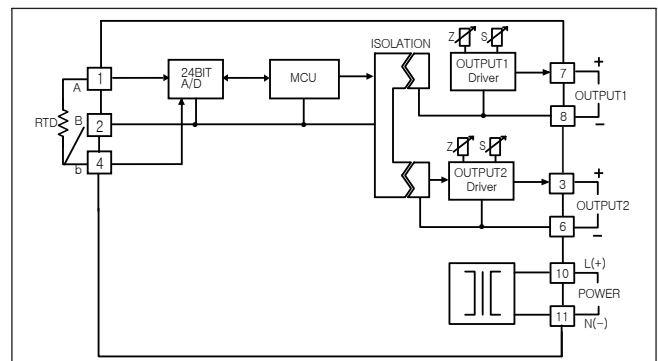 ISOLATION
Z S
OUTPUT1
Driver
7
+
OUTPUT1
8
−
1
A
24BIT
A/D
MCU
RTD
B
2
4
b
Z S
OUTPUT2
Driver
3
+
OUTPUT2
6
−
10
L(+)
POWER
11
N(−)